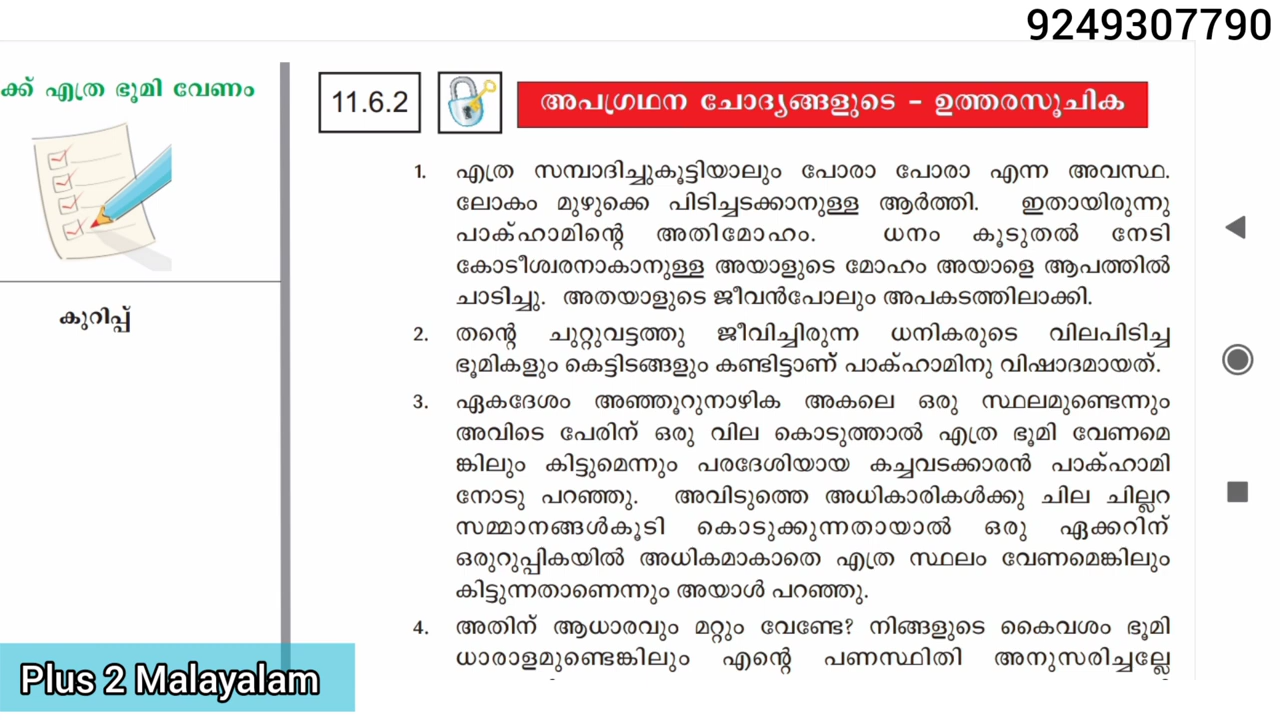 9249307790
ക്ക് എത്ര ഭൂമി വേണം
11.6.2
അപഗ്രഥന ചോദ്യങ്ങളുടെ - ഉത്തരസൂചിക
1. എത്ര സമ്പാദിച്ചുകൂട്ടിയാലും പോരാ പോരാ എന്ന അവസ്ഥ.
ലോകം മുഴുക്കെ പിടിച്ചടക്കാനുള്ള ആർത്തി. ഇതായിരുന്നു
പാക്ഹാമിന്റെ അതിമോഹം. ധനം കൂടുതൽ നേടി
കോടീശ്വരനാകാനുള്ള അയാളുടെ മോഹം അയാളെ ആപത്തിൽ
ചാടിച്ചു. അതയാളുടെ ജീവൻപോലും അപകടത്തിലാക്കി.
കുറിപ്പ്
2. തന്റെ ചുറ്റുവട്ടത്തു ജീവിച്ചിരുന്ന ധനികരുടെ വിലപിടിച്ച
ഭൂമികളും കെട്ടിടങ്ങളും കണ്ടിട്ടാണ് പാക്ഹാമിനു വിഷാദമായത്.
3. ഏകദേശം അഞ്ഞൂറുനാഴിക അകലെ ഒരു സ്ഥലമുണ്ടെന്നും
അവിടെ പേരിന് ഒരു വില കൊടുത്താൽ എത്ര ഭൂമി വേണമെ
ങ്കിലും കിട്ടുമെന്നും പരദേശിയായ കച്ചവടക്കാരൻ പാക്ഹാമി
നോടു പറഞ്ഞു. അവിടുത്തെ അധികാരികൾക്കു ചില ചില്ലറ
സമ്മാനങ്ങൾകൂടി കൊടുക്കുന്നതായാൽ ഒരു ഏക്കറിന്
ഒരുറുപ്പികയിൽ അധികമാകാതെ എത്ര സ്ഥലം വേണമെങ്കിലും
കിട്ടുന്നതാണെന്നും അയാൾ പറഞ്ഞു.
4. അതിന് ആധാരവും മറ്റും വേണ്ടേ? നിങ്ങളുടെ കൈവശം ഭൂമി
ധാരാളമുണ്ടെങ്കിലും എന്റെ പണസ്ഥിതി അനുസരിച്ചല്ലേ
Plus 2 Malayalam